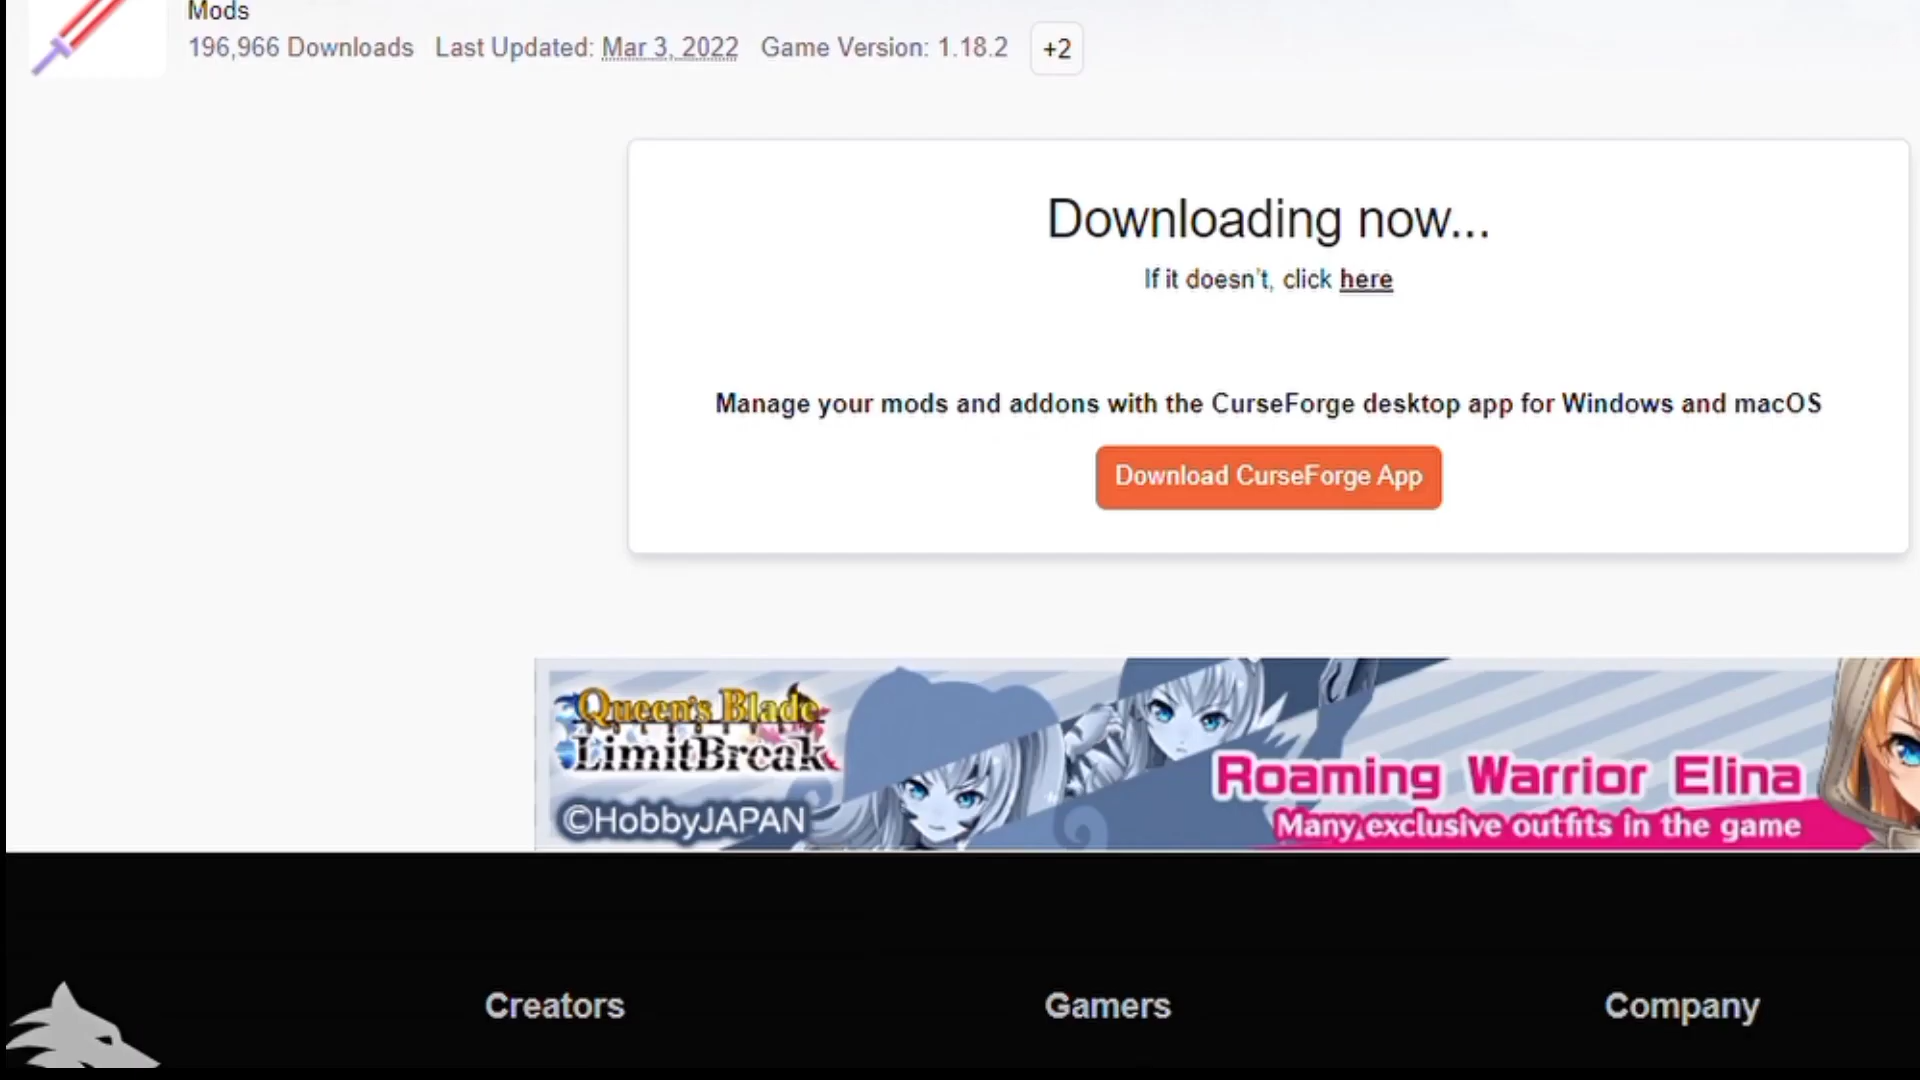 Mods
196,966 Downloads Last Updated: Mar 3, 2022 Game Version: 1.18.2 +2
Downloading now...
If it doesn't, click here
Manage your mods and addons with the CurseForge desktop app for Windows and macOS
Download CurseForge App
Queen's Blade
LimitBreak
©HobbyJAPAN
Roaming Warrior Elina
Many exclusive outfits in the game
Creators Gamers Company